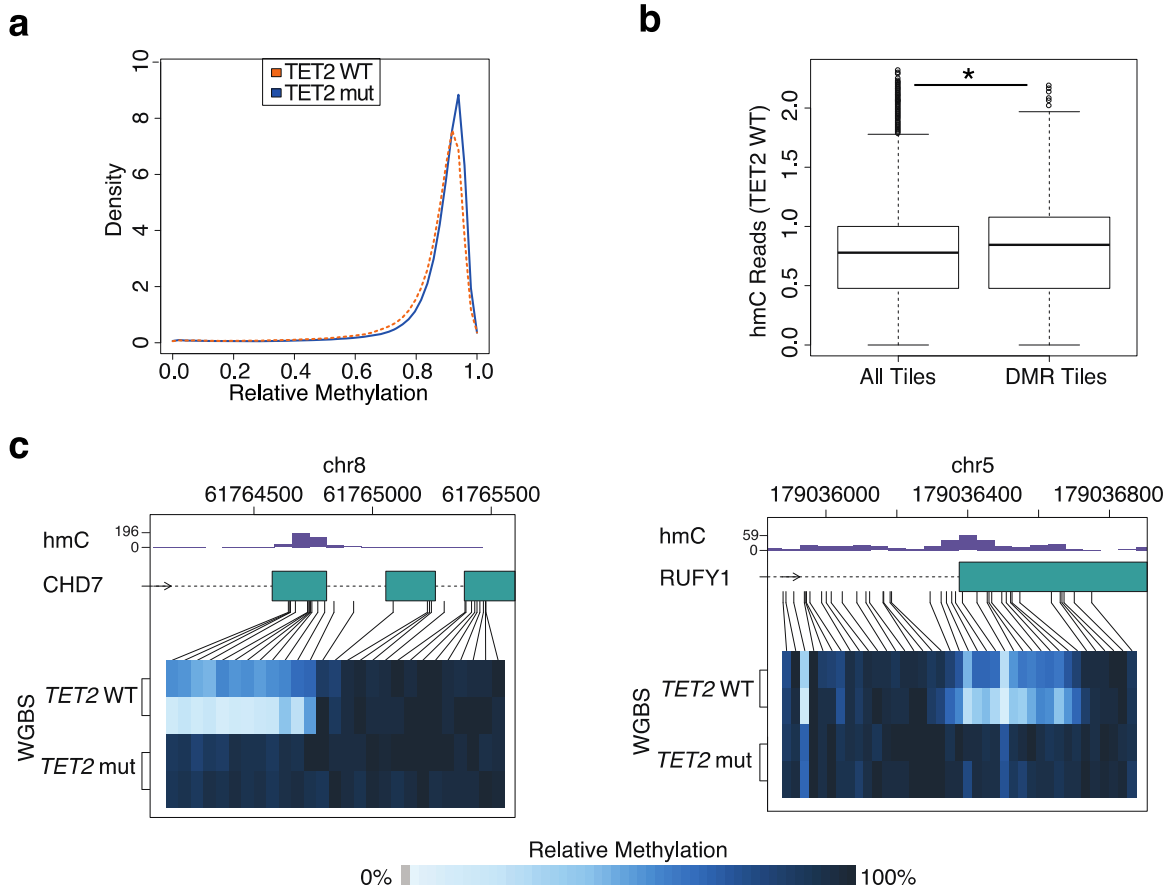 a
TET2 WT
TET2 mut
Density
0 2 4 6 8 10
0.0 0.2 0.4 0.6 0.8 1.0
Relative Methylation
b
*
hmC Reads (TET2 WT)
0.0 0.5 1.0 1.5 2.0
All Tiles DMR Tiles
c
chr8
61764500 61765000 61765500
hmC 196
0
CHD7
WGBS
TET2 WT
TET2 mut
chr5
179036000 179036400 179036800
hmC 59
0
RUFY1
WGBS
TET2 WT
TET2 mut
Relative Methylation
0% 100%